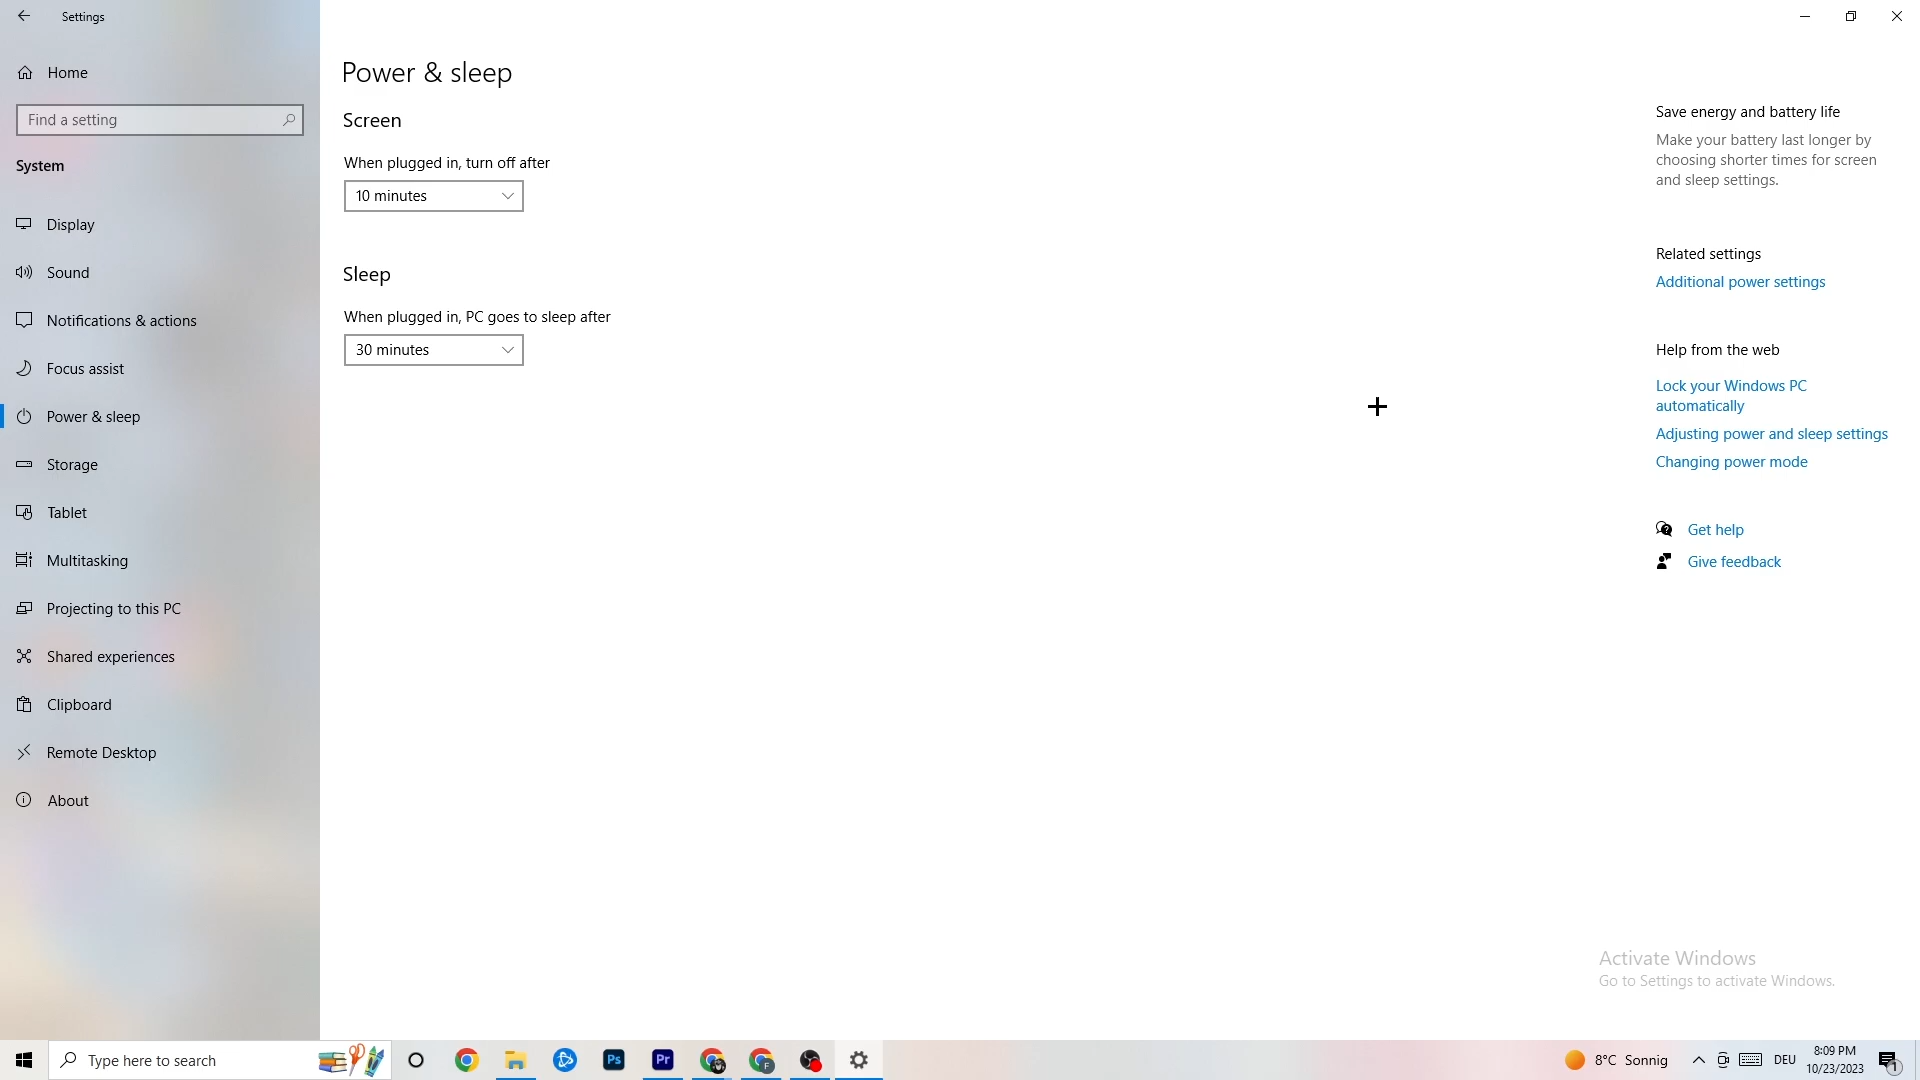 Settings
Home
Find a setting
System
Display
Sound
Notifications & actions
Focus assist
Power & sleep
Storage
Tablet
Multitasking
Projecting to this PC
Shared experiences
Clipboard
Remote Desktop
About
Power & sleep
Screen
When plugged in, turn off after
10 minutes
Sleep
When plugged in, PC goes to sleep after
30 minutes
Save energy and battery life
Make your battery last longer by
choosing shorter times for screen
and sleep settings.
Related settings
Additional power settings
Help from the web
Lock your Windows PC
automatically
Adjusting power and sleep settings
Changing power mode
Get help
Give feedback
Activate Windows
Go to Settings to activate Windows.
Type here to search
Ps
Pr
F
8°C Sonnig
DEU
8:09 PM
10/23/2023
1